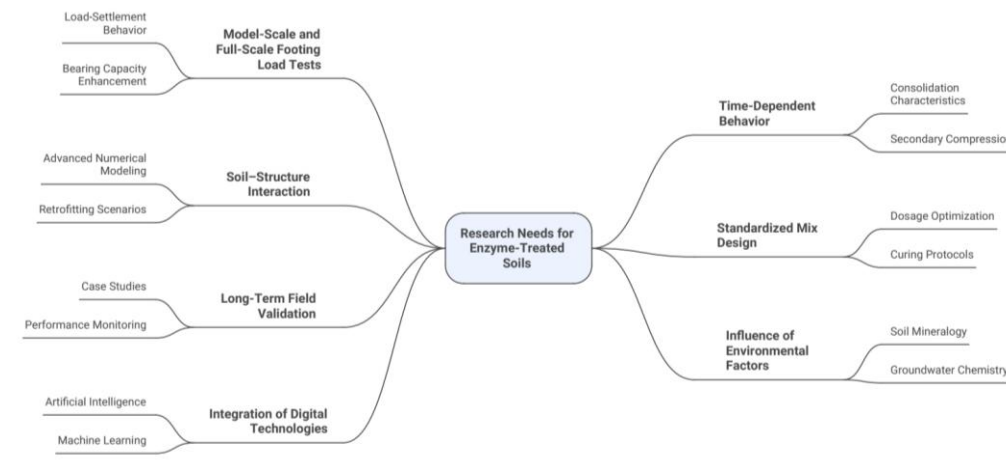 Load-Settlement
Behavior
Bearing Capacity
Enhancement
Model-Scale and
Full-Scale Footing
Load Tests
Advanced Numerical
Modeling
Retrofitting Scenarios
Soil–Structure
Interaction
Case Studies
Performance Monitoring
Long-Term Field
Validation
Artificial Intelligence
Machine Learning
Integration of Digital
Technologies
Research Needs for
Enzyme-Treated
Soils
Time-Dependent
Behavior
Consolidation
Characteristics
Secondary Compressio
Standardized Mix
Design
Dosage Optimization
Curing Protocols
Influence of
Environmental
Factors
Soil Mineralogy
Groundwater Chemistry